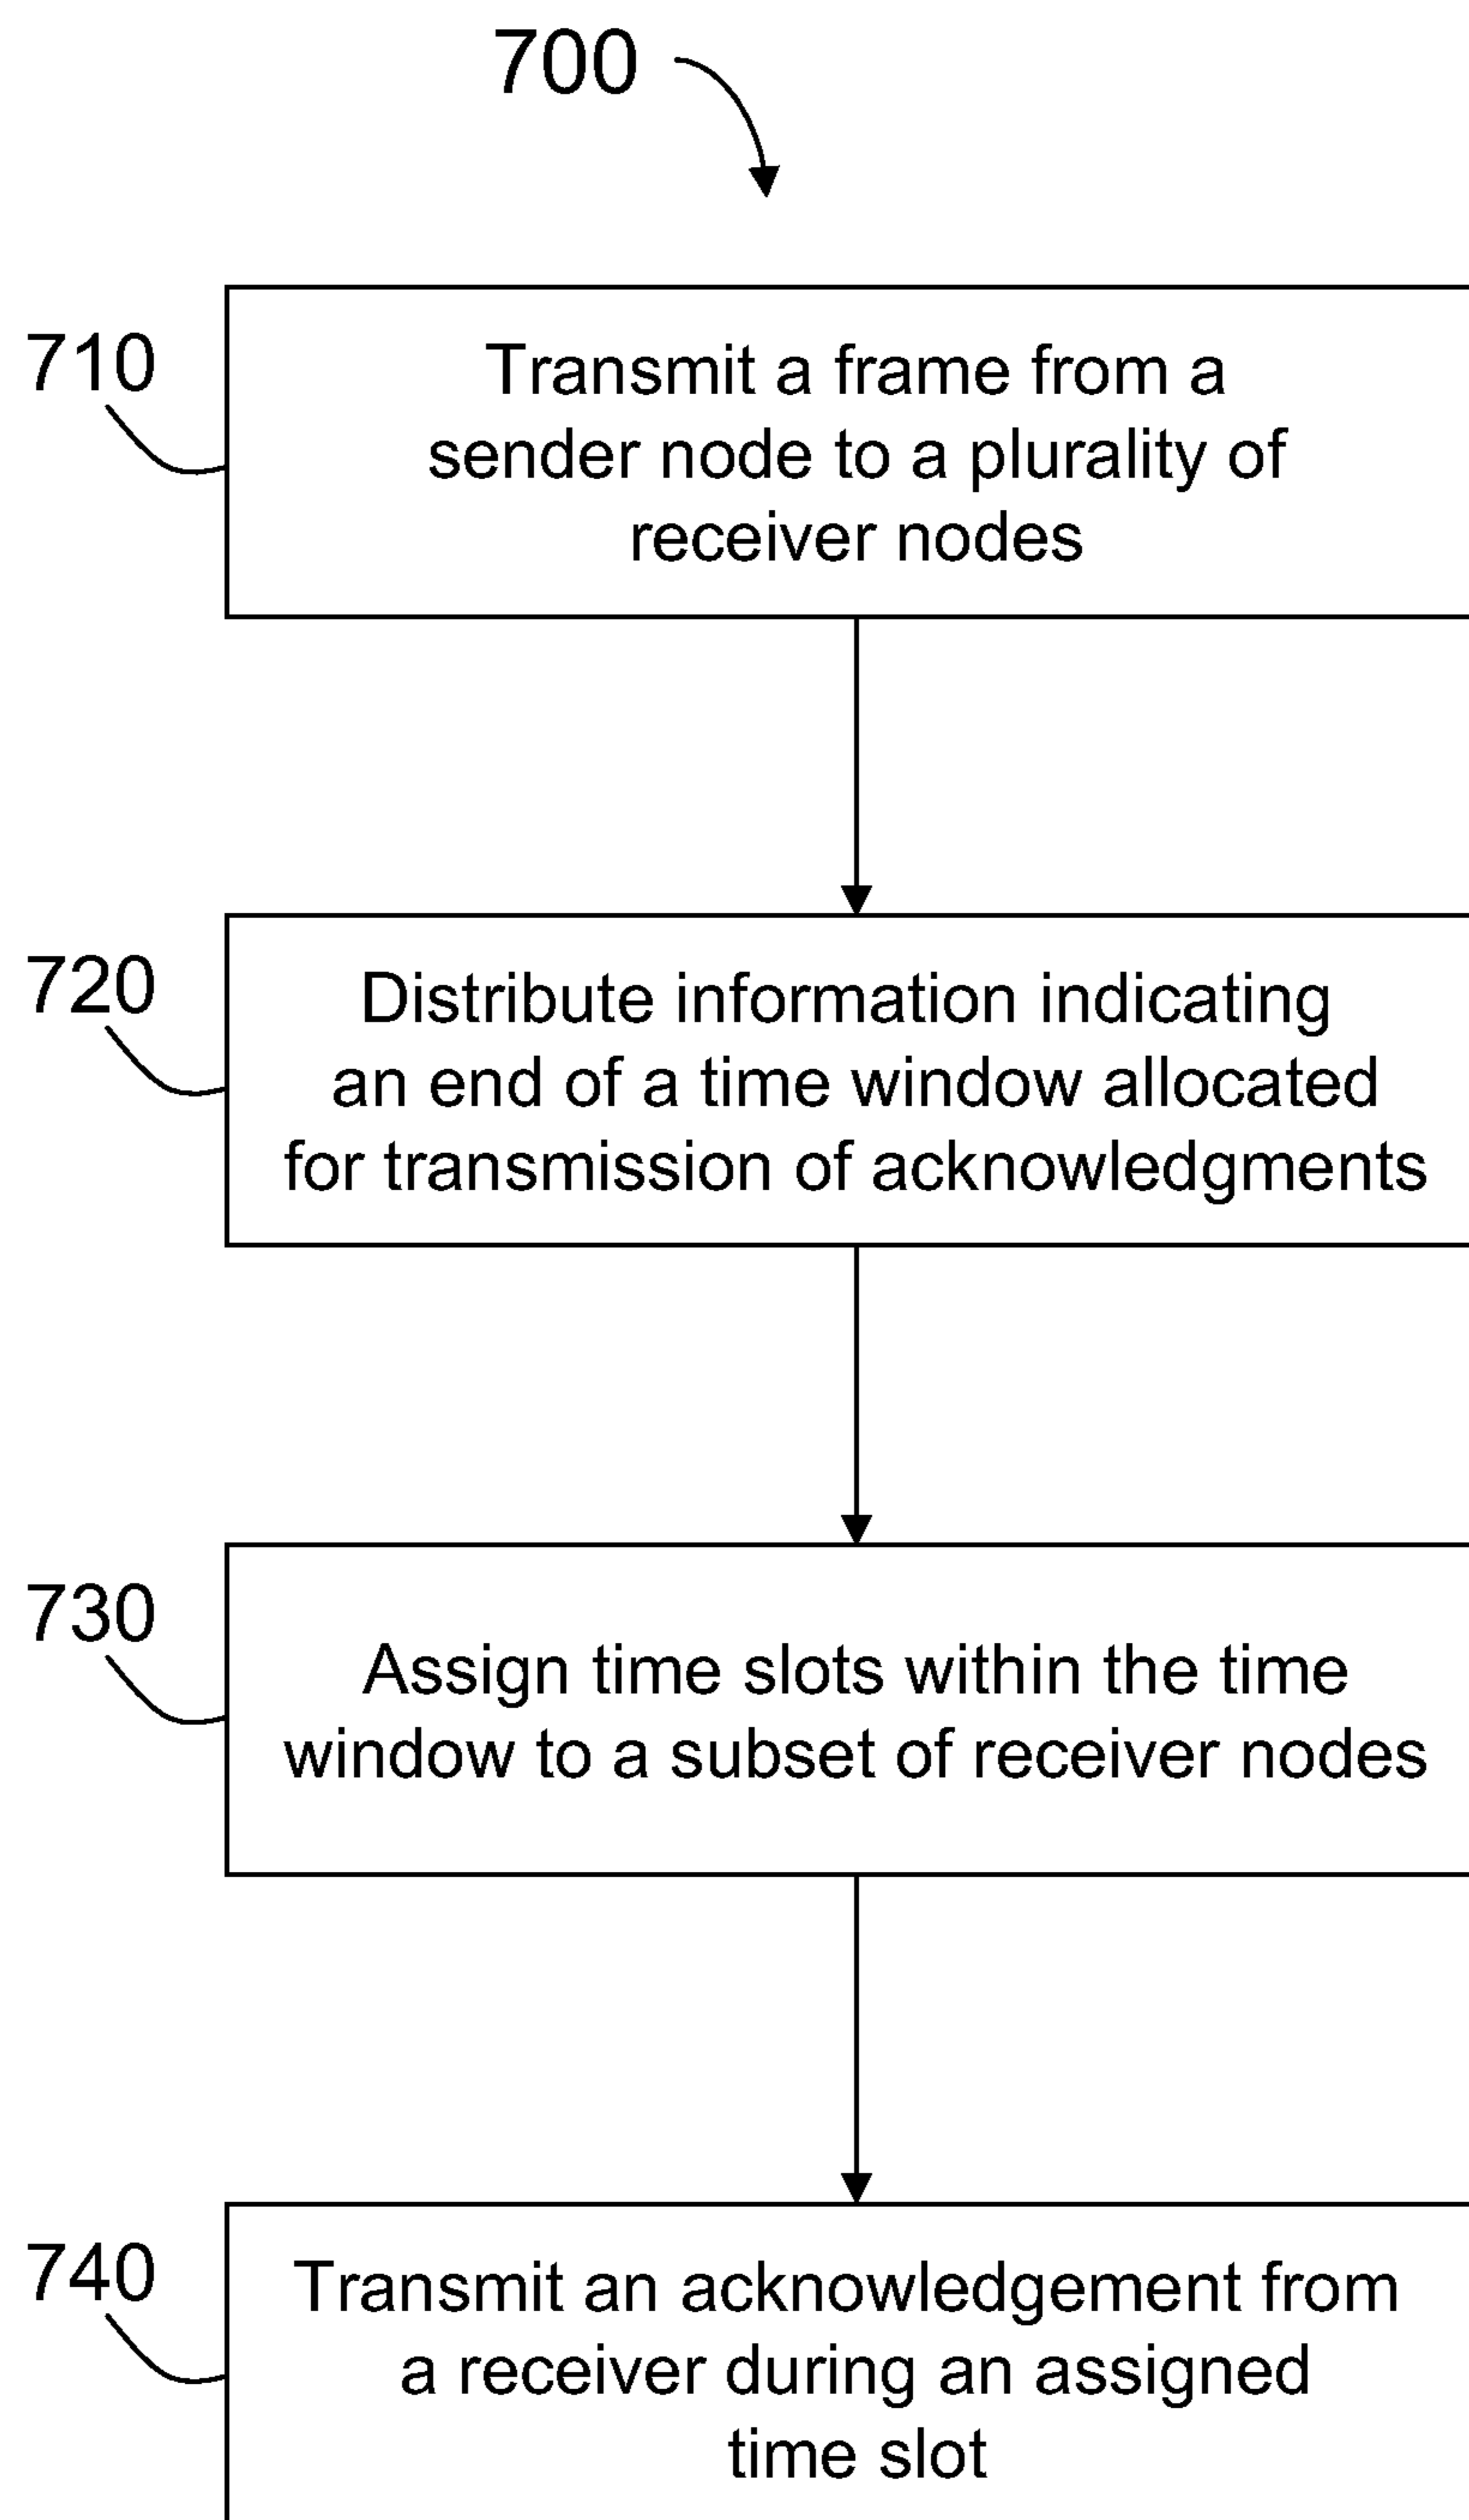 700
710
Transmit a frame from a
sender node to a plurality of
receiver nodes
720
Distribute information indicating
an end of a time window allocated
for transmission of acknowledgments
730
Assign time slots within the time
window to a subset of receiver nodes
740
Transmit an acknowledgement from
a receiver during an assigned
time slot